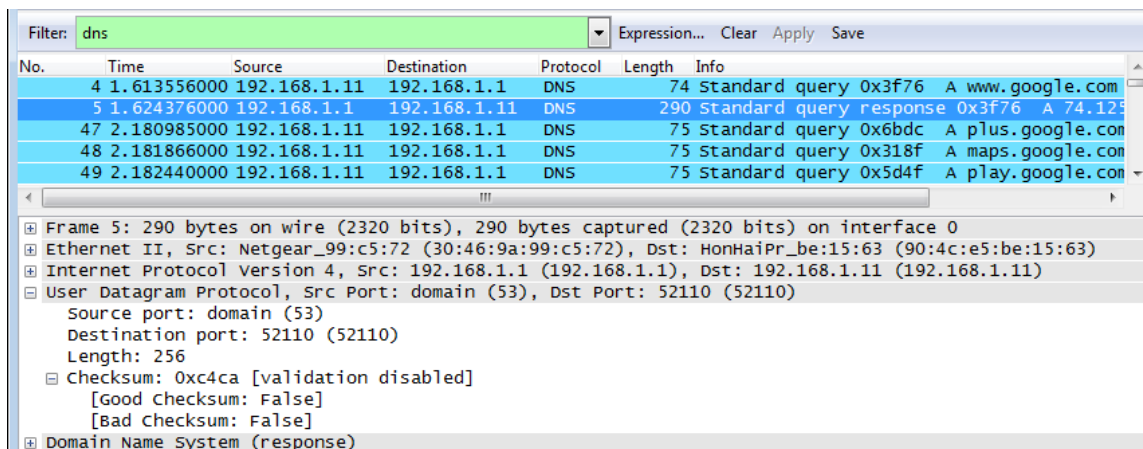 Filter: dns Expression... Clear Apply Save
No. Time Source Destination Protocol Length Info
4 1.613556000 192.168.1.11 192.168.1.1 DNS 74 Standard query 0x3f76 A www.google.com
5 1.624376000 192.168.1.1 192.168.1.11 DNS 290 Standard query response 0x3f76 A 74.125
47 2.180985000 192.168.1.11 192.168.1.1 DNS 75 Standard query 0x6bdc A plus.google.com
48 2.181866000 192.168.1.11 192.168.1.1 DNS 75 Standard query 0x318f A maps.google.com
49 2.182440000 192.168.1.11 192.168.1.1 DNS 75 Standard query 0x5d4f A play.google.com
Frame 5: 290 bytes on wire (2320 bits), 290 bytes captured (2320 bits) on interface 0
Ethernet II, Src: Netgear_99:c5:72 (30:46:9a:99:c5:72), Dst: HonHaiPr_be:15:63 (90:4c:e5:be:15:63)
Internet Protocol Version 4, Src: 192.168.1.1 (192.168.1.1), Dst: 192.168.1.11 (192.168.1.11)
User Datagram Protocol, Src Port: domain (53), Dst Port: 52110 (52110)
Source port: domain (53)
Destination port: 52110 (52110)
Length: 256
Checksum: 0xc4ca [validation disabled]
[Good Checksum: False]
[Bad Checksum: False]
Domain Name System (response)